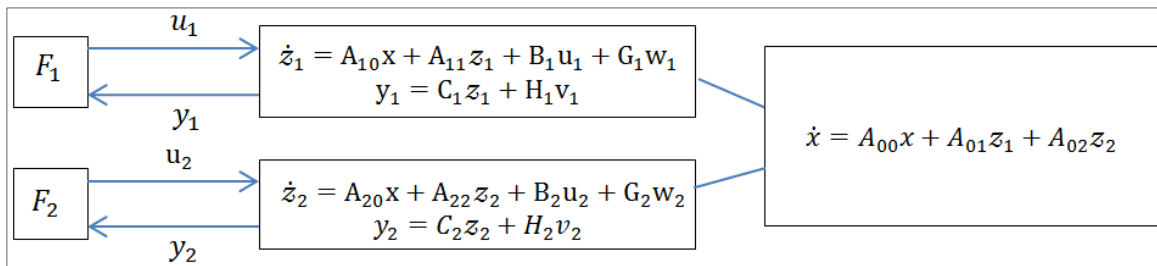 u₁
F₁
ż₁ = A₁₀x + A₁₁z₁ + B₁u₁ + G₁w₁
y₁ = C₁z₁ + H₁v₁
y₁
ẋ = A₀₀x + A₀₁z₁ + A₀₂z₂
u₂
F₂
ż₂ = A₂₀x + A₂₂z₂ + B₂u₂ + G₂w₂
y₂ = C₂z₂ + H₂v₂
y₂